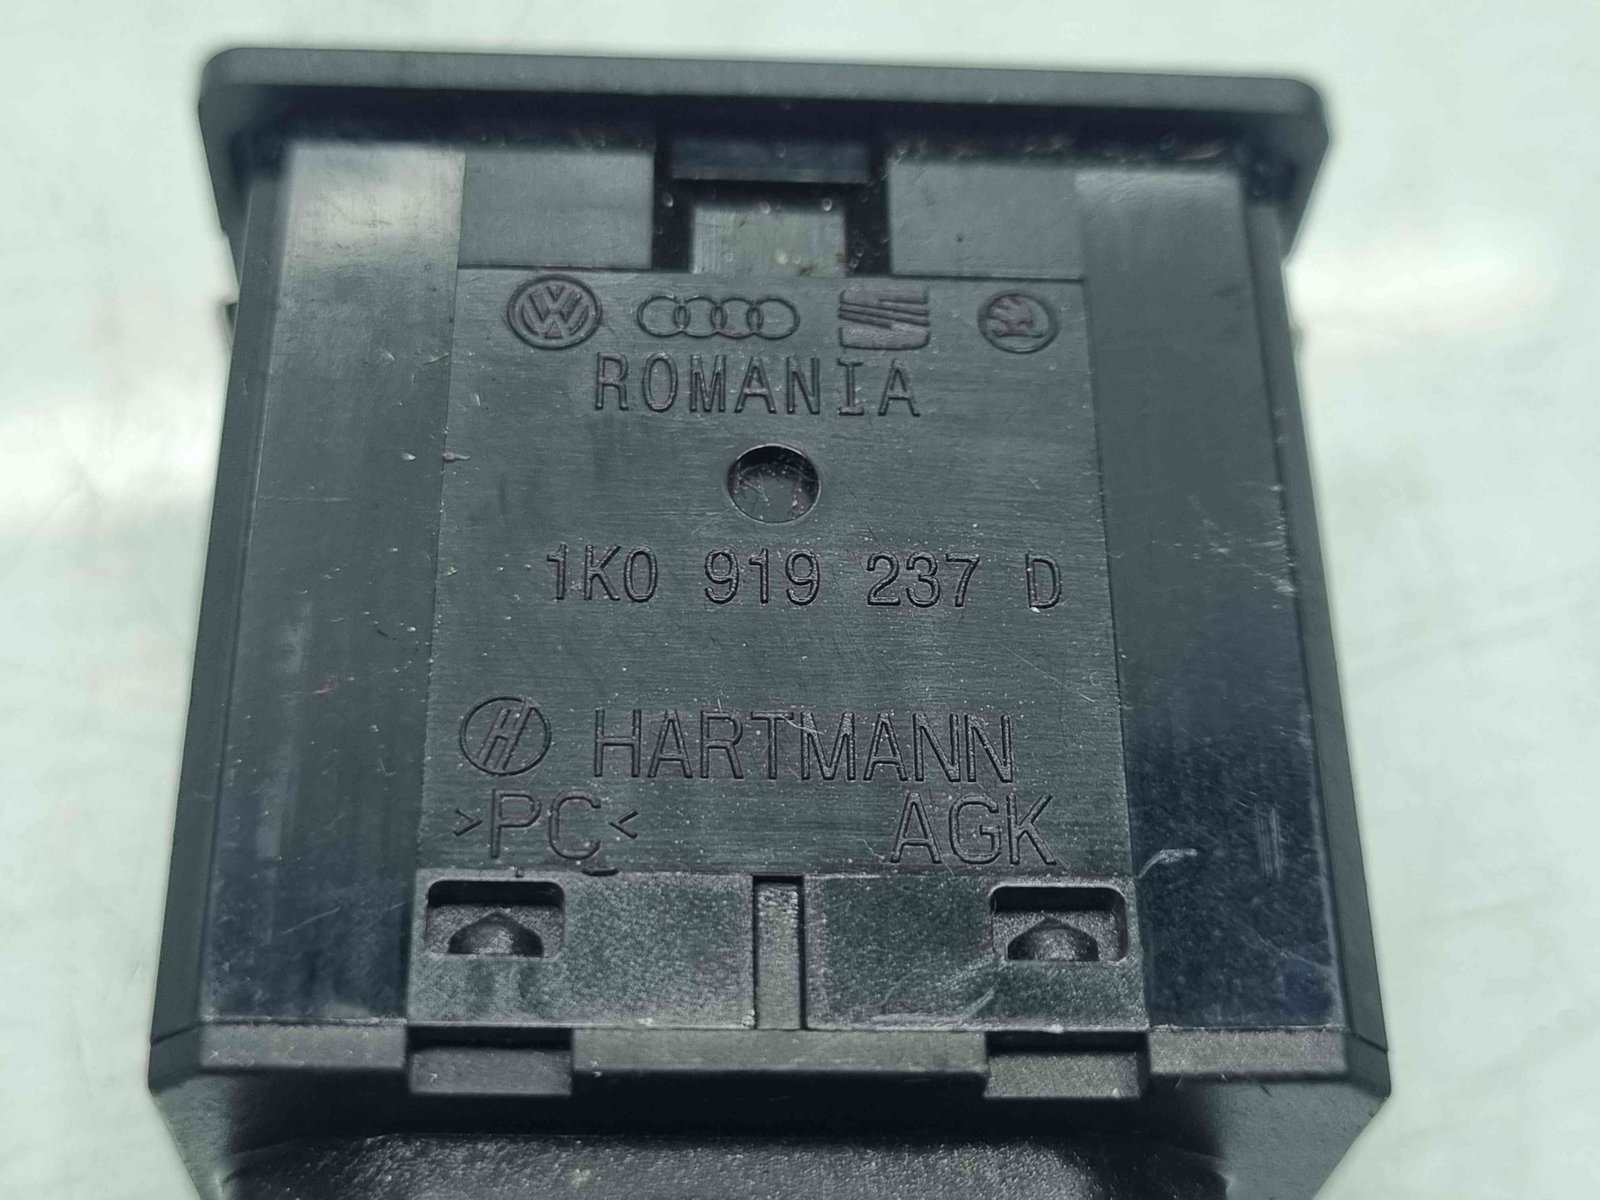 ROMANIA
1K0 919 237 D
HARTMANN
>PC< AGK